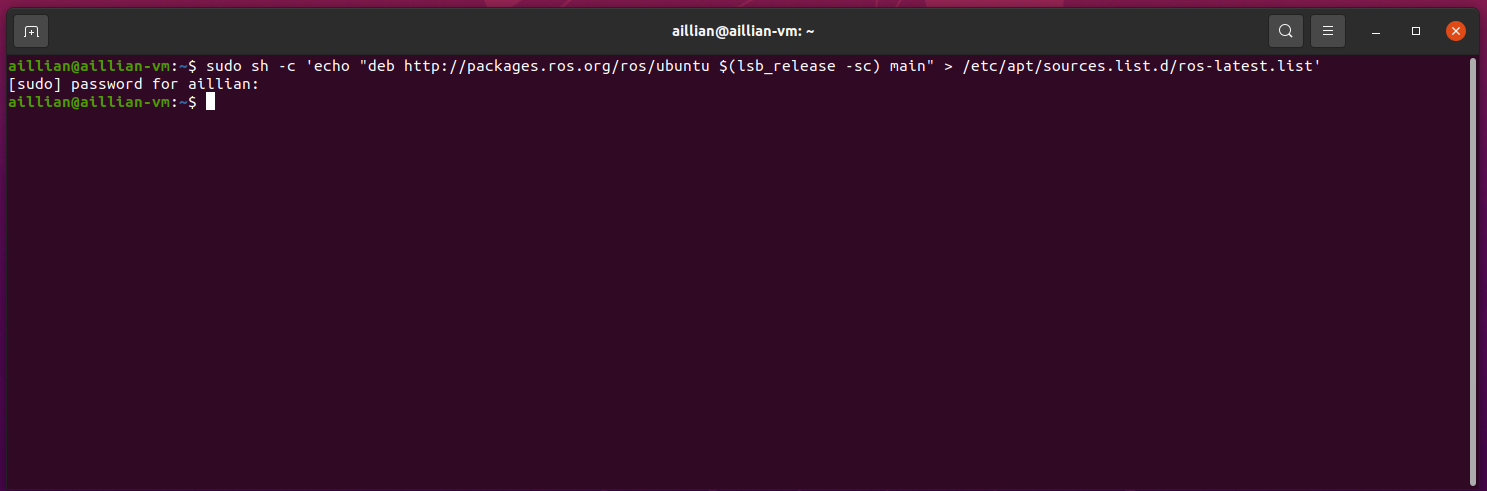 aillian@aillian-vm: ~
aillian@aillian-vm:~$ sudo sh -c 'echo "deb http://packages.ros.org/ros/ubuntu $(lsb_release -sc) main" > /etc/apt/sources.list.d/ros-latest.list'
[sudo] password for aillian:
aillian@aillian-vm:~$